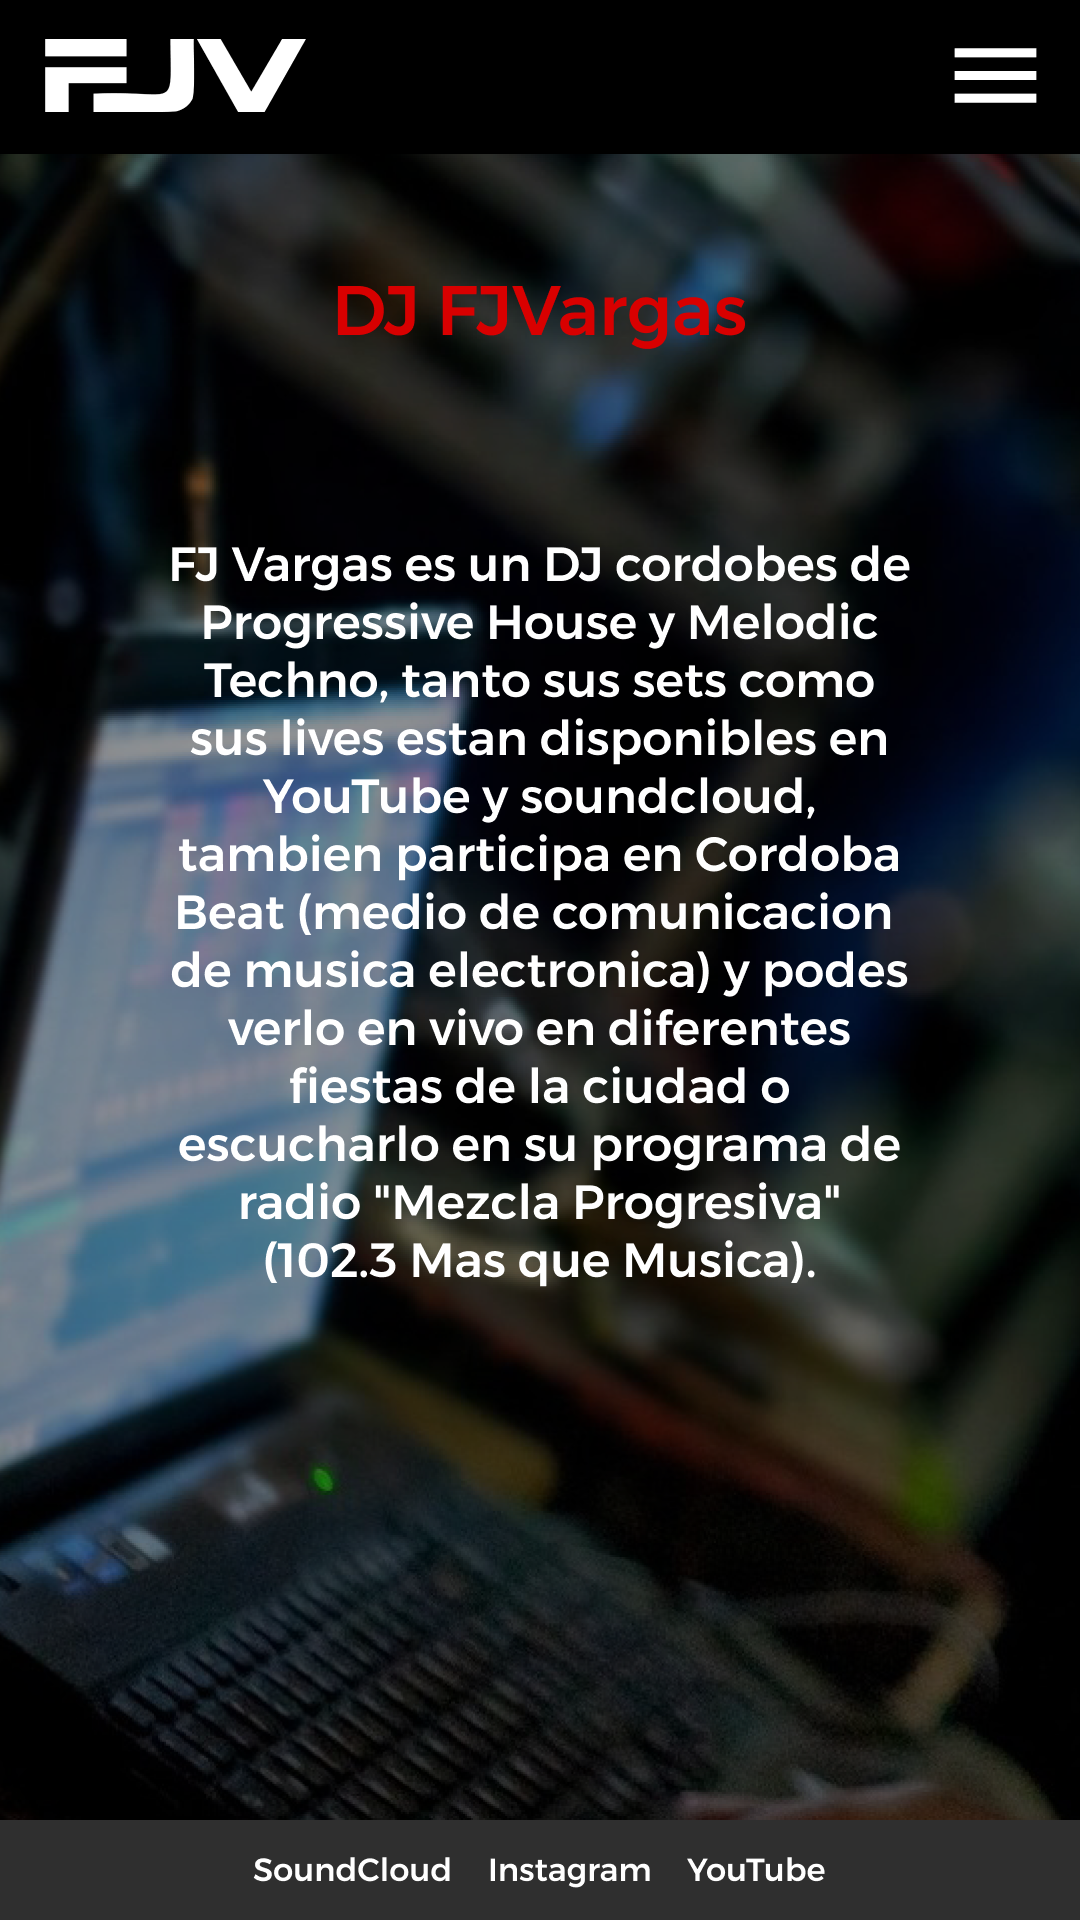 FJV
DJ FJVargas
FJ Vargas es un DJ cordobes de
Progressive House y Melodic
Techno, tanto sus sets como
sus lives estan disponibles en
YouTube y soundcloud,
tambien participa en Cordoba
Beat (medio de comunicacion
de musica electronica) y podes
verlo en vivo en diferentes
fiestas de la ciudad o
escucharlo en su programa de
radio "Mezcla Progresiva"
(102.3 Mas que Musica).
SoundCloud Instagram YouTube